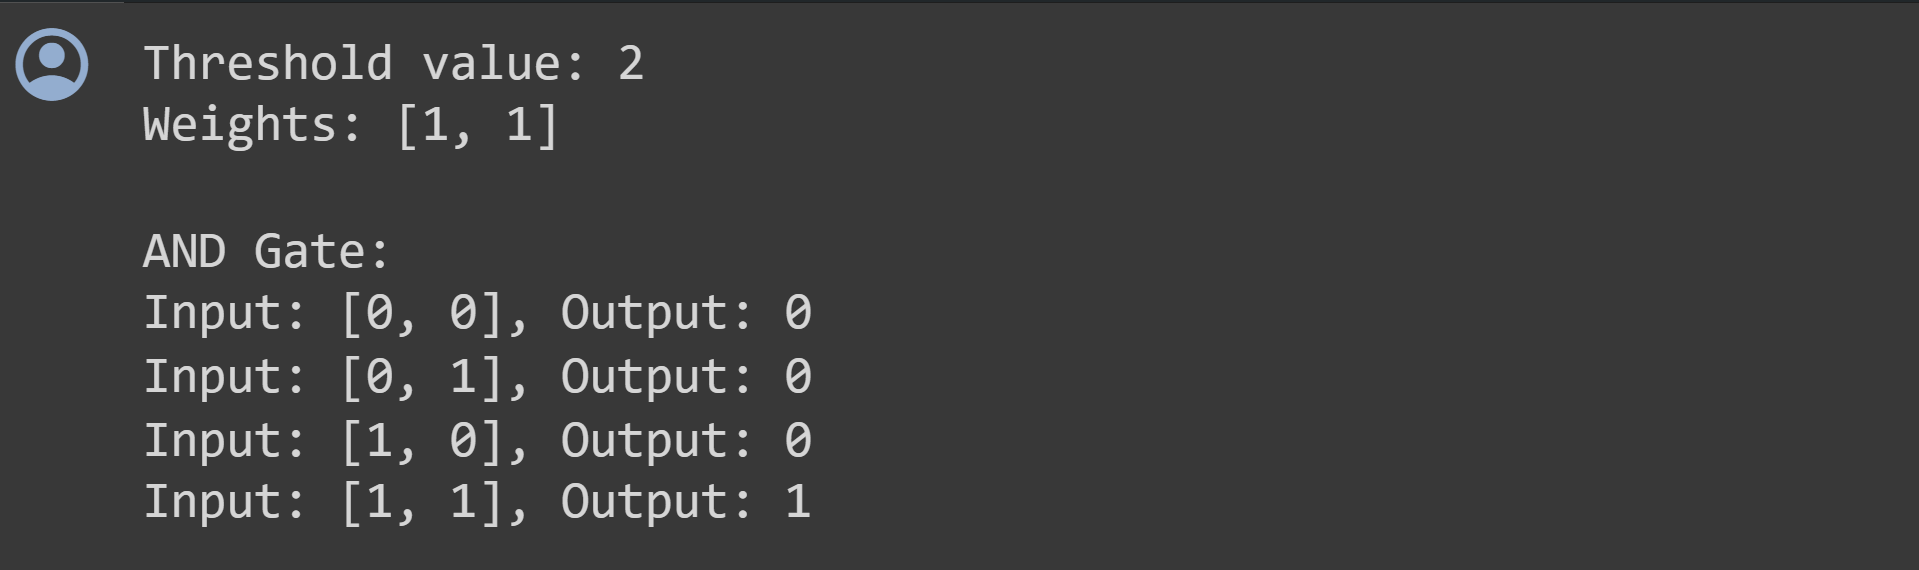 Threshold value: 2
Weights: [1, 1]
AND Gate:
Input: [0, 0], Output: 0
Input: [0, 1], Output: 0
Input: [1, 0], Output: 0
Input: [1, 1], Output: 1